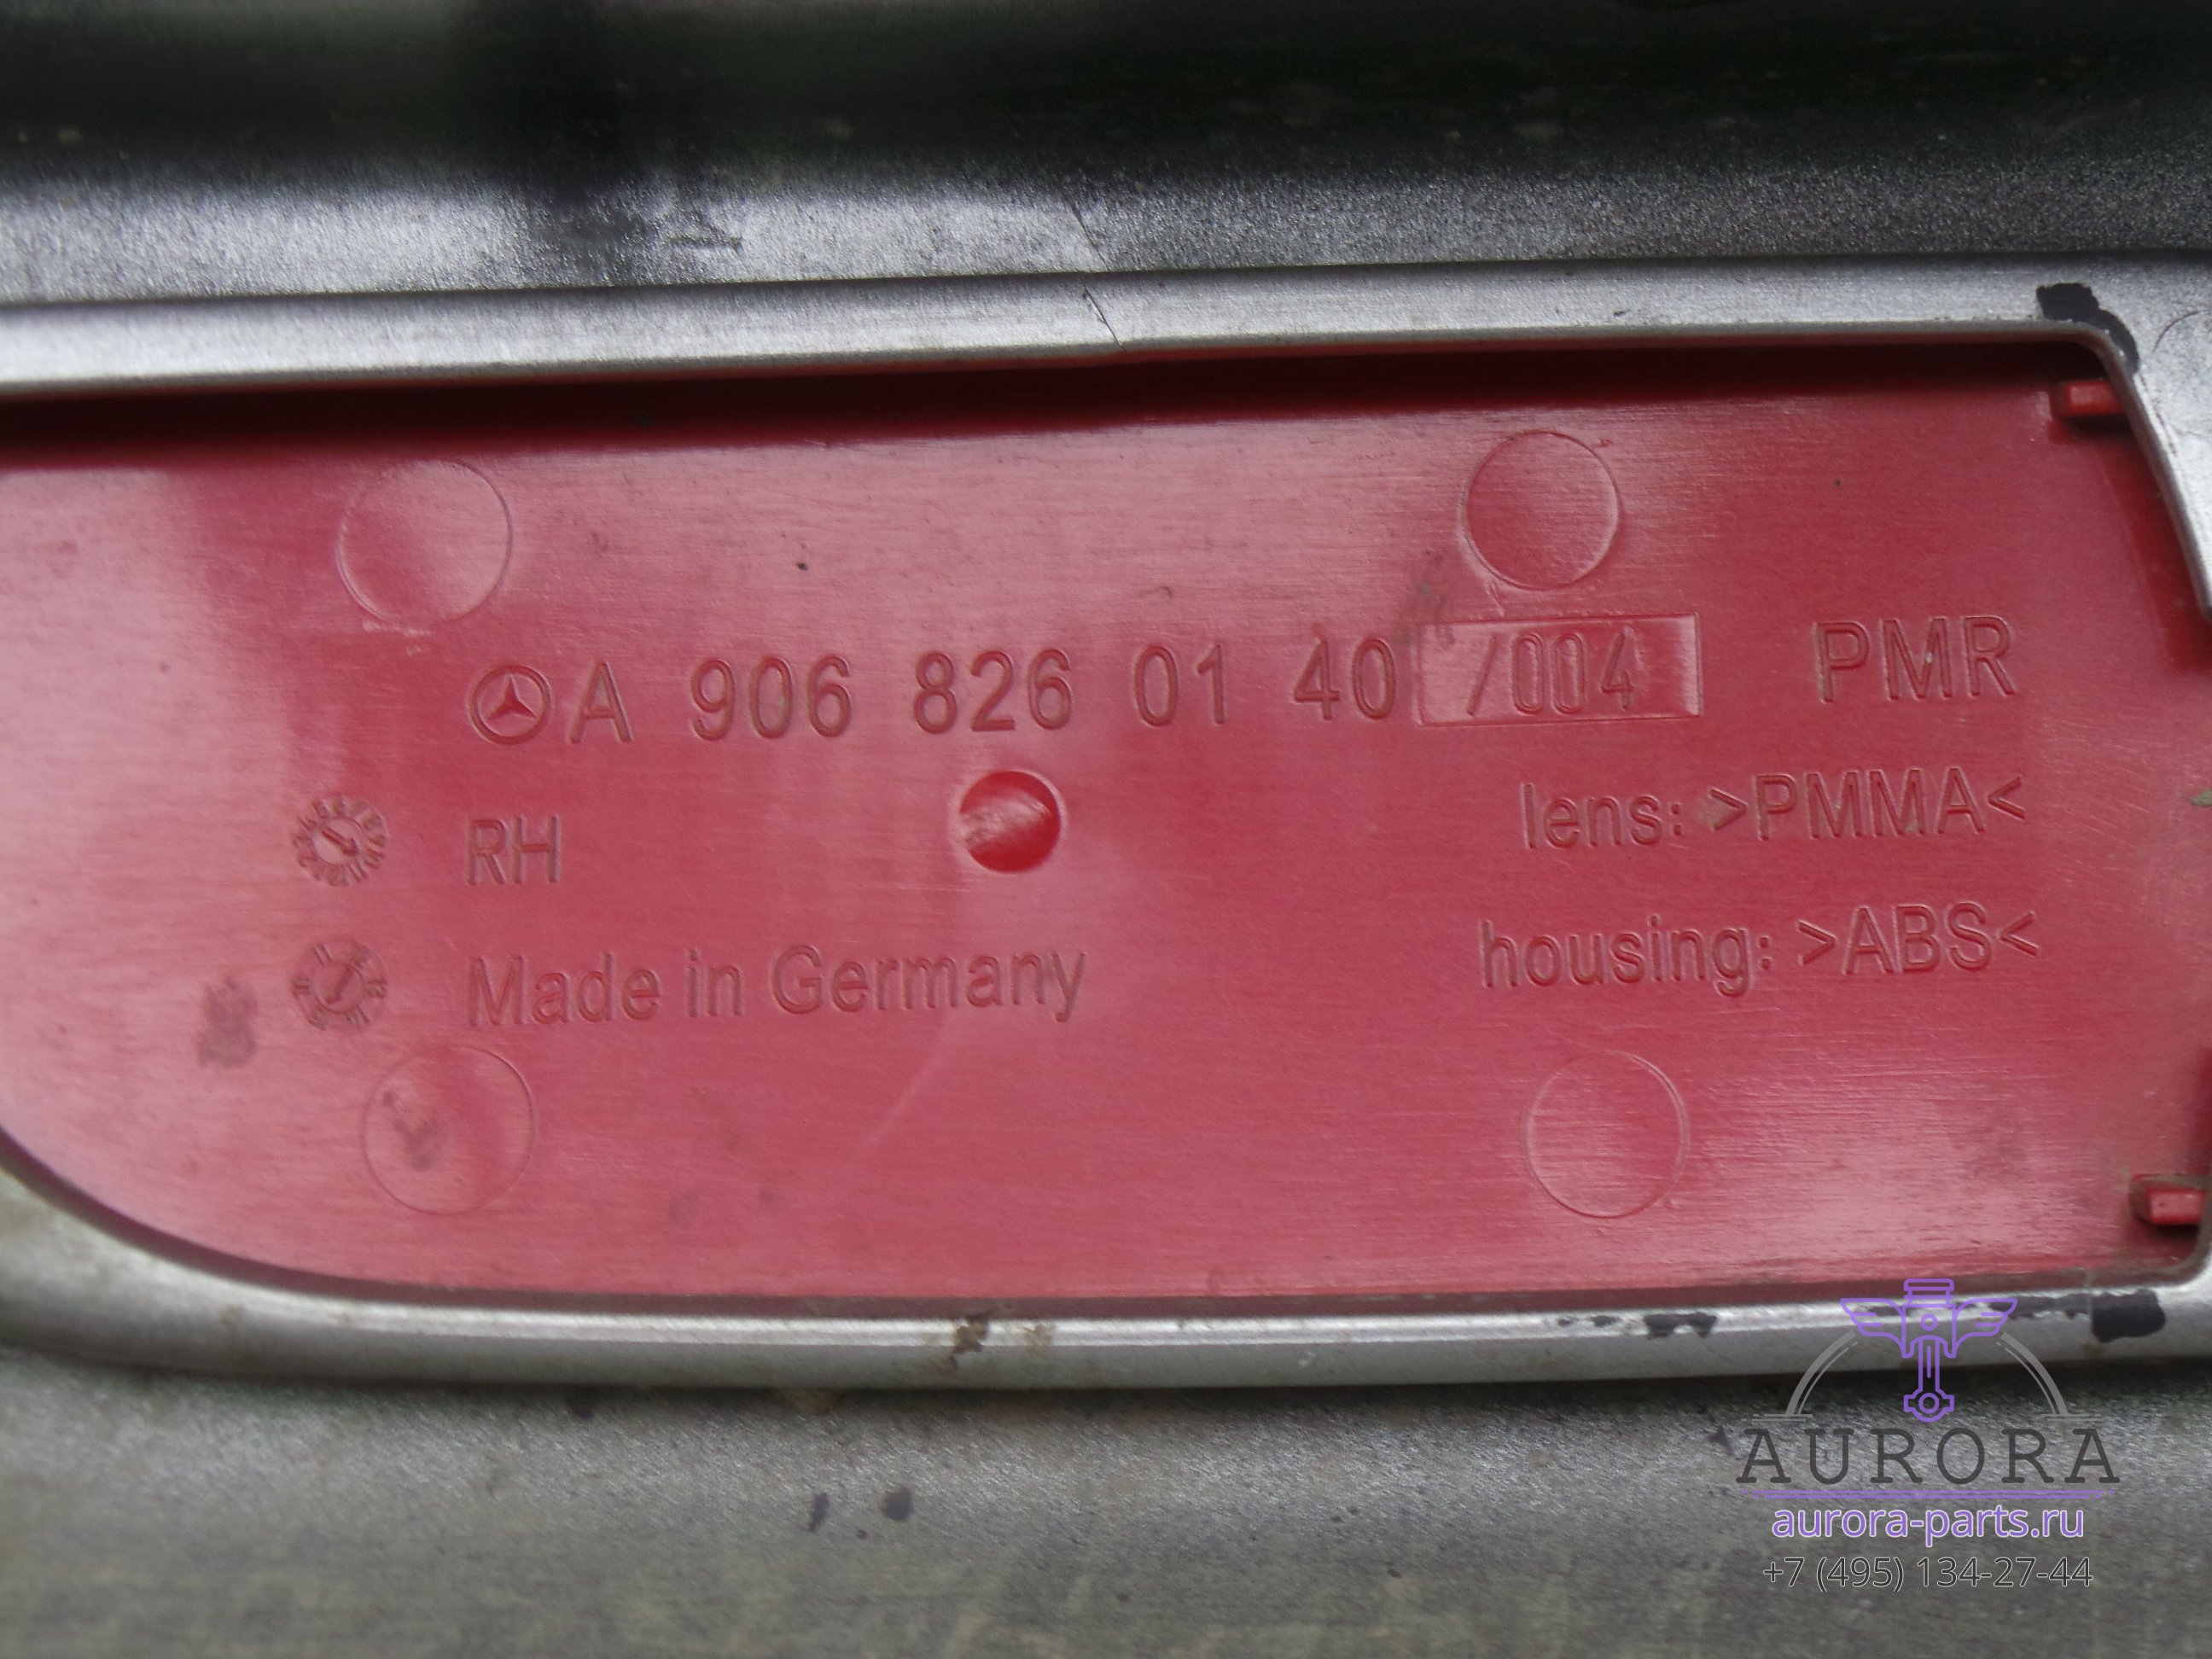 A 906 826 01 40 /004 PMR
RH
lens: >PMMA<
Made in Germany
housing: >ABS<
AURORA
aurora-parts.ru
+7 (495) 134-27-44